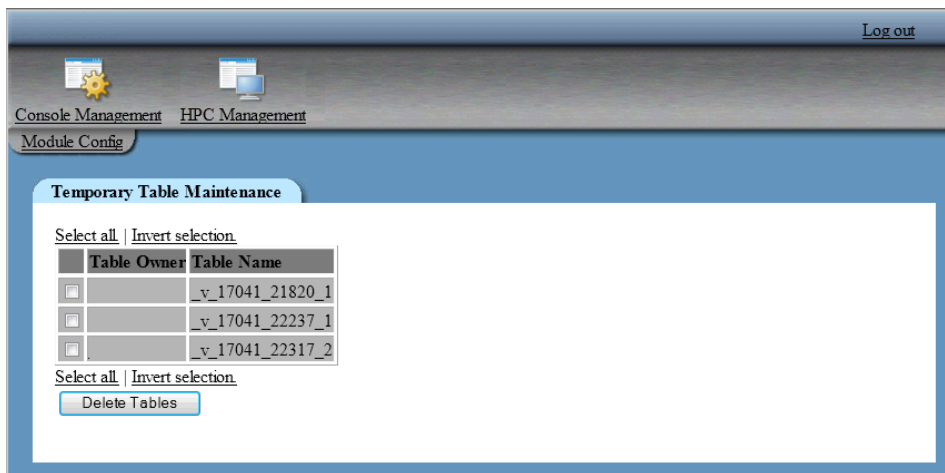 Log out
Console Management HPC Management
Module Config
Temporary Table Maintenance
Select all. | Invert selection.
Table Owner Table Name
_v_17041_21820_1
_v_17041_22237_1
_v_17041_22317_2
Select all. | Invert selection.
Delete Tables